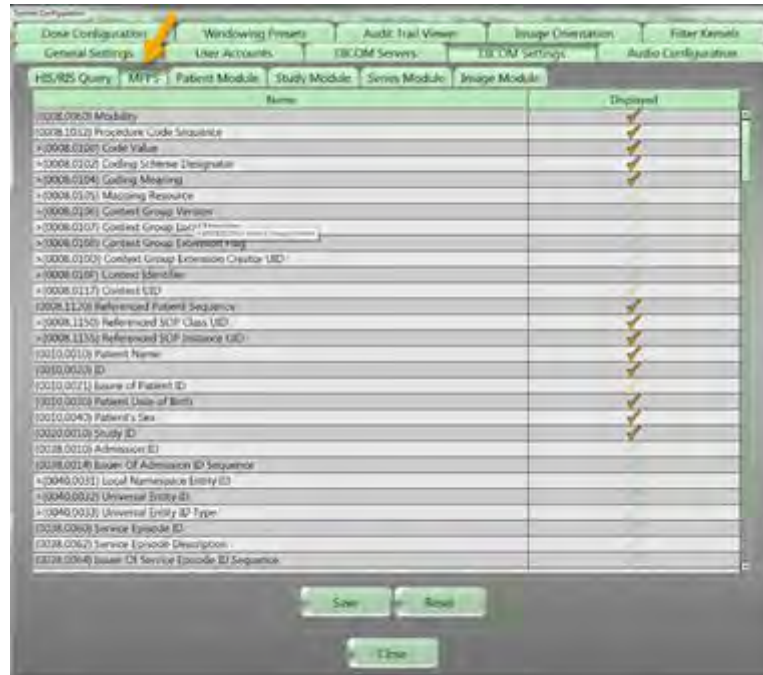 System Configuration
Dose Configuration Windowing Presets Audit Trail Viewer Image Orientation Filter Kernels
General Settings User Accounts DICOM Servers DICOM Settings Audio Configuration
HIS/RIS Query MPPS Patient Module Study Module Series Module Image Module
Name Displayed
(0008,0060) Modality
(0008,1032) Procedure Code Sequence
>(0008,0100) Code Value
>(0008,0102) Coding Scheme Designator
>(0008,0104) Coding Meaning
>(0008,0105) Mapping Resource
>(0008,0106) Context Group Version
>(0008,0107) Context Group Local
>(0008,010B) Context Group Extension Flag
>(0008,010D) Context Group Extension Creator UID
>(0008,010F) Context Identifier
>(0008,0117) Context UID
(0008,1120) Referenced Patient Sequence
>(0008,1150) Referenced SOP Class UID
>(0008,1155) Referenced SOP Instance UID
(0010,0010) Patient Name
(0010,0020) ID
(0010,0021) Issuer of Patient ID
(0010,0030) Patient Date of Birth
(0010,0040) Patient's Sex
(0020,0010) Study ID
(0038,0010) Admission ID
(0038,0014) Issuer Of Admission ID Sequence
>(0040,0031) Local Namespace Entity ID
>(0040,0032) Universal Entity ID
>(0040,0033) Universal Entity ID Type
(0038,0060) Service Episode ID
(0038,0062) Service Episode Description
(0038,0064) Issuer Of Service Episode ID Sequence
Save Reset
Close